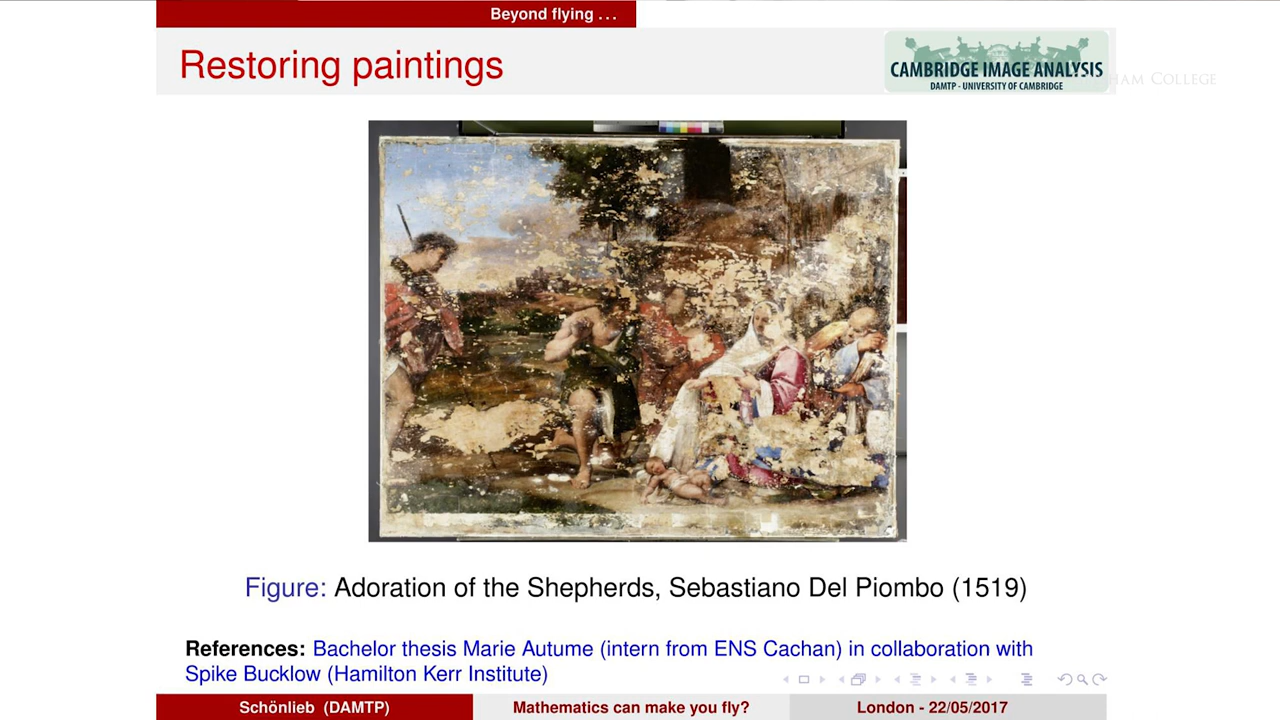 Beyond flying . . .
Restoring paintings
CAMBRIDGE IMAGE ANALYSIS
DAMTP - UNIVERSITY OF CAMBRIDGE
HAM COLLEGE
Figure: Adoration of the Shepherds, Sebastiano Del Piombo (1519)
References: Bachelor thesis Marie Autume (intern from ENS Cachan) in collaboration with
Spike Bucklow (Hamilton Kerr Institute)
Schönlieb (DAMTP)
Mathematics can make you fly?
London - 22/05/2017